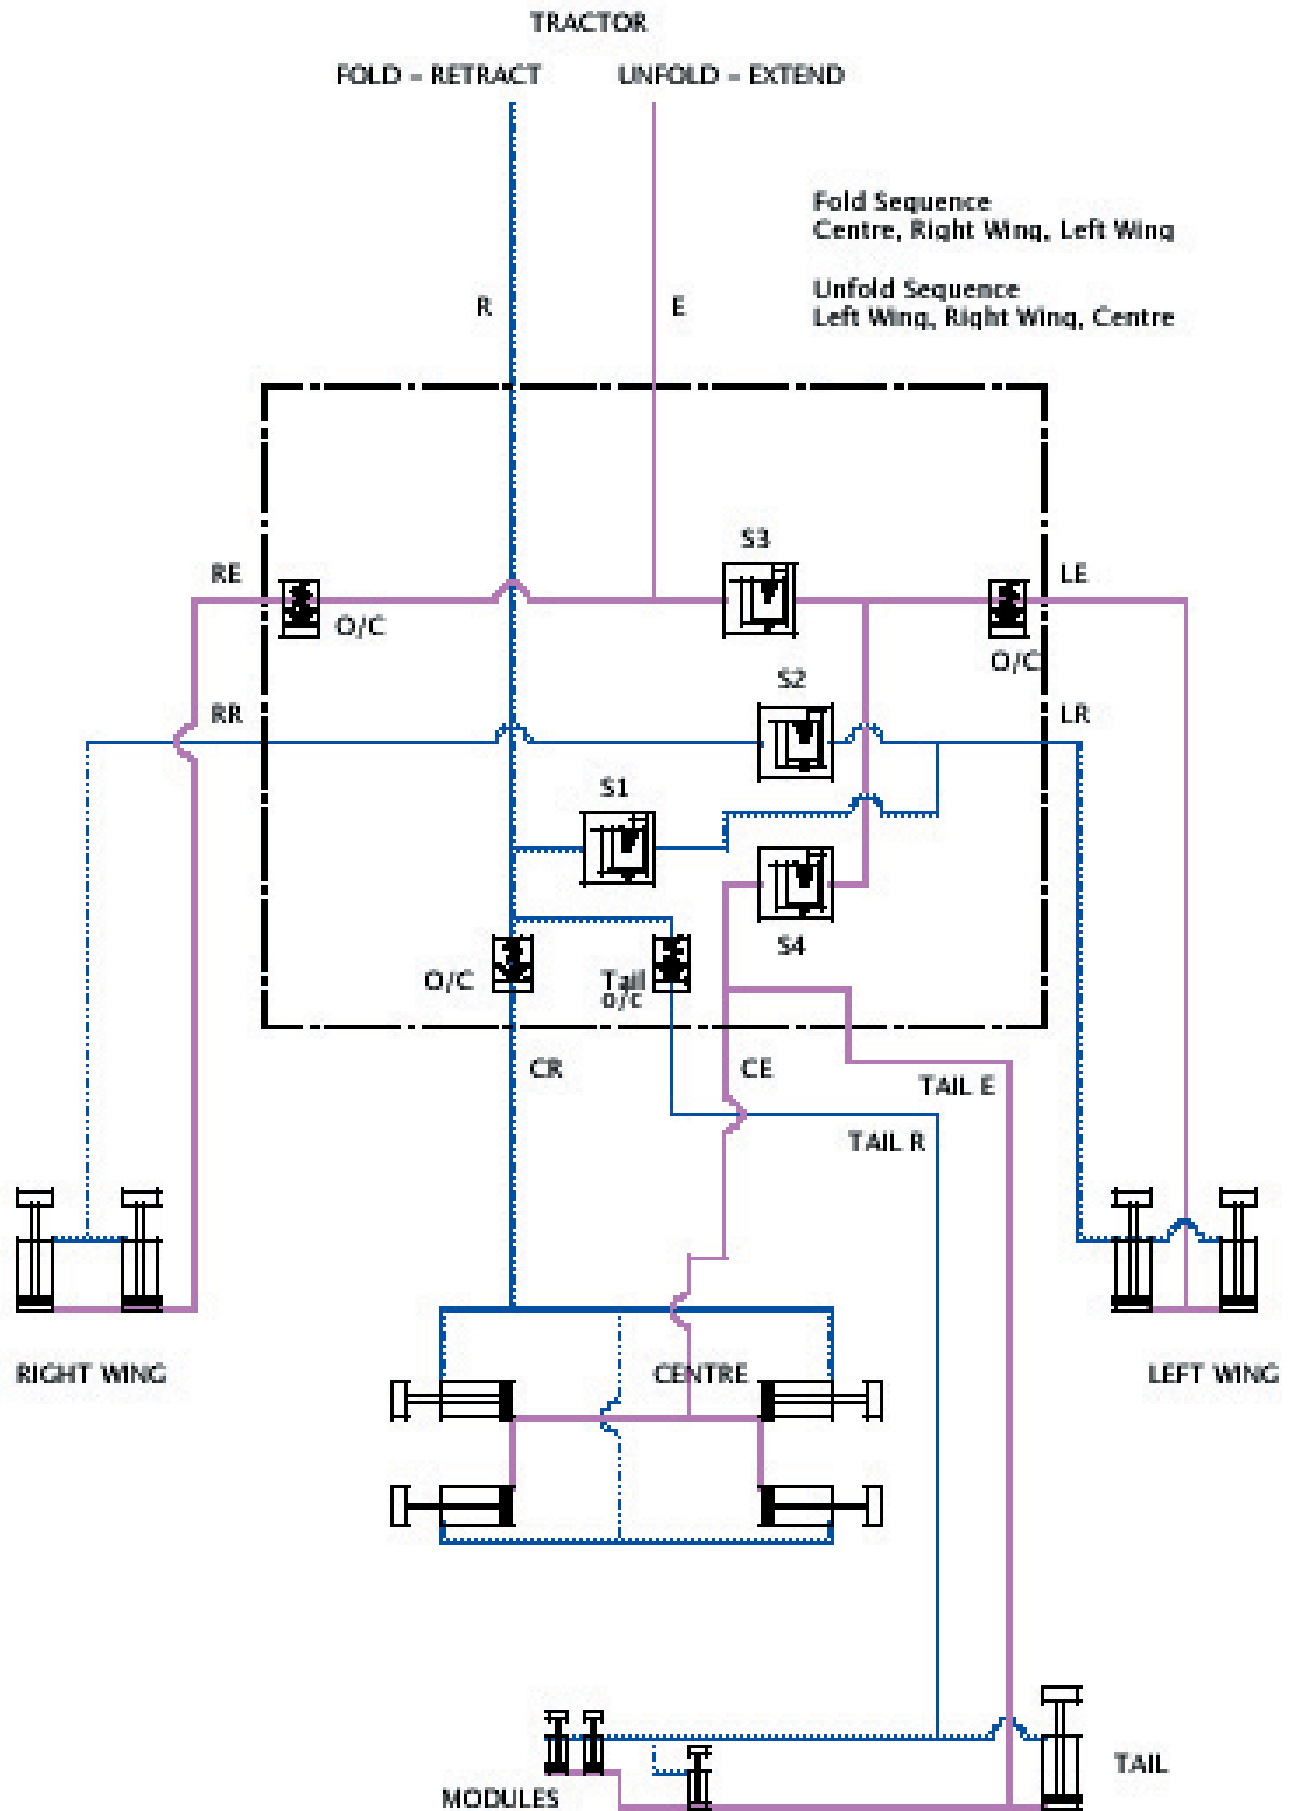 TRACTOR
FOLD - RETRACT
UNFOLD - EXTEND
Fold Sequence
Centre, Right Wing, Left Wing
Unfold Sequence
Left Wing, Right Wing, Centre
R
E
S3
RE
LE
O/C
O/C
S2
RR
LR
S1
S4
O/C
Tail
O/C
CR
CE
TAIL E
TAIL R
RIGHT WING
CENTRE
LEFT WING
TAIL
MODULES